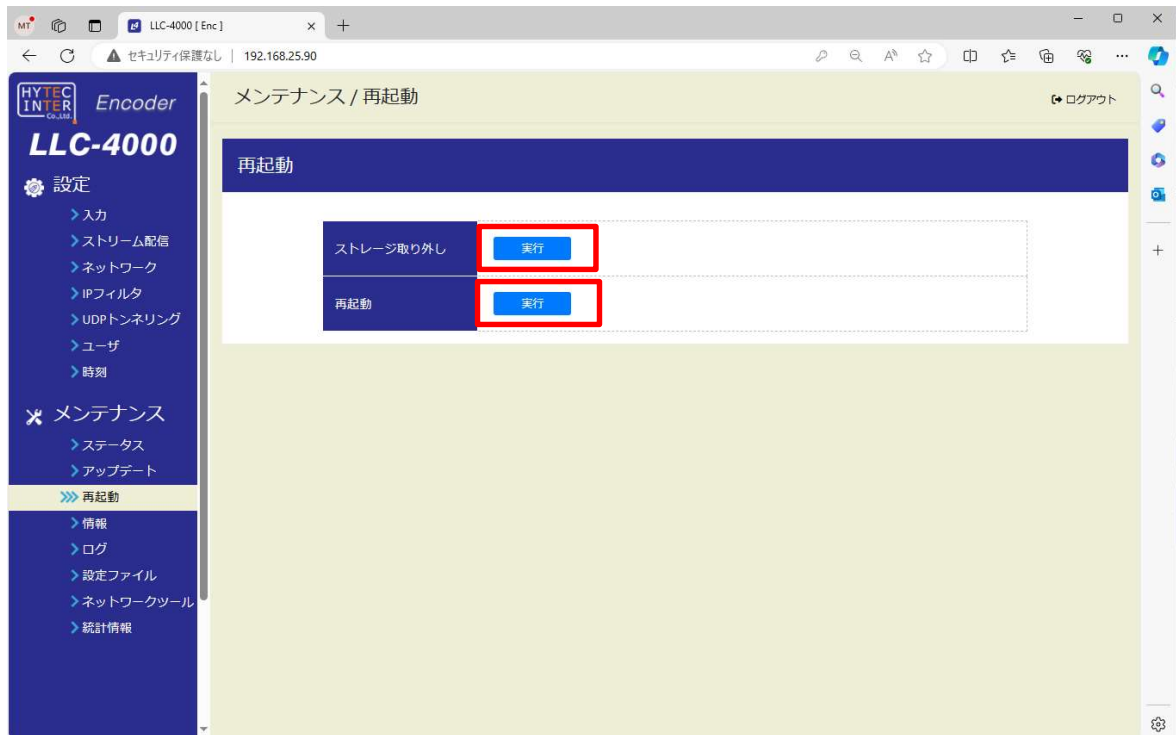 MT
LLC-4000 [ Enc ]
セキュリティ保護なし | 192.168.25.90
HYTEC
INTER
Co.,Ltd.
Encoder
LLC-4000
設定
入力
ストリーム配信
ネットワーク
IPフィルタ
UDPトンネリング
ユーザ
時刻
メンテナンス
ステータス
アップデート
再起動
情報
ログ
設定ファイル
ネットワークツール
統計情報
メンテナンス / 再起動
ログアウト
再起動
ストレージ取り外し 実行
再起動 実行